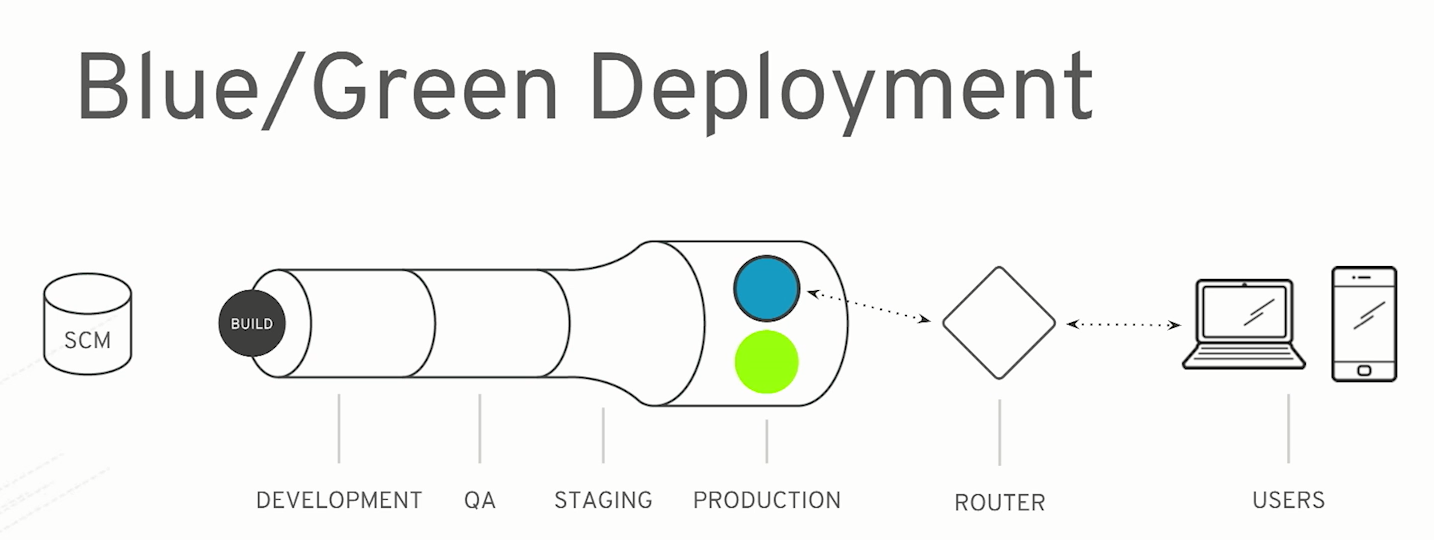 Blue/Green Deployment
SCM
BUILD
DEVELOPMENT
QA
STAGING
PRODUCTION
ROUTER
USERS